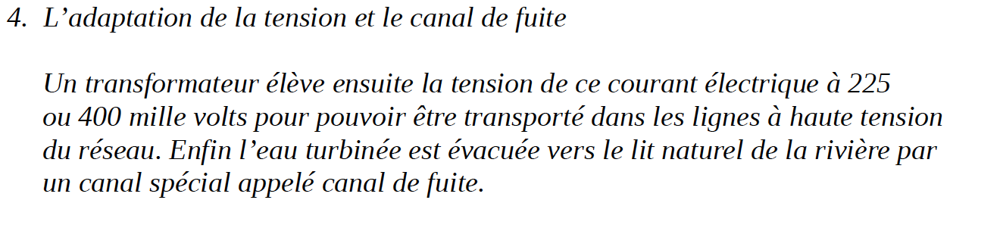 4. L’adaptation de la tension et le canal de fuite
Un transformateur élève ensuite la tension de ce courant électrique à 225
ou 400 mille volts pour pouvoir être transporté dans les lignes à haute tension
du réseau. Enfin l’eau turbinée est évacuée vers le lit naturel de la rivière par
un canal spécial appelé canal de fuite.